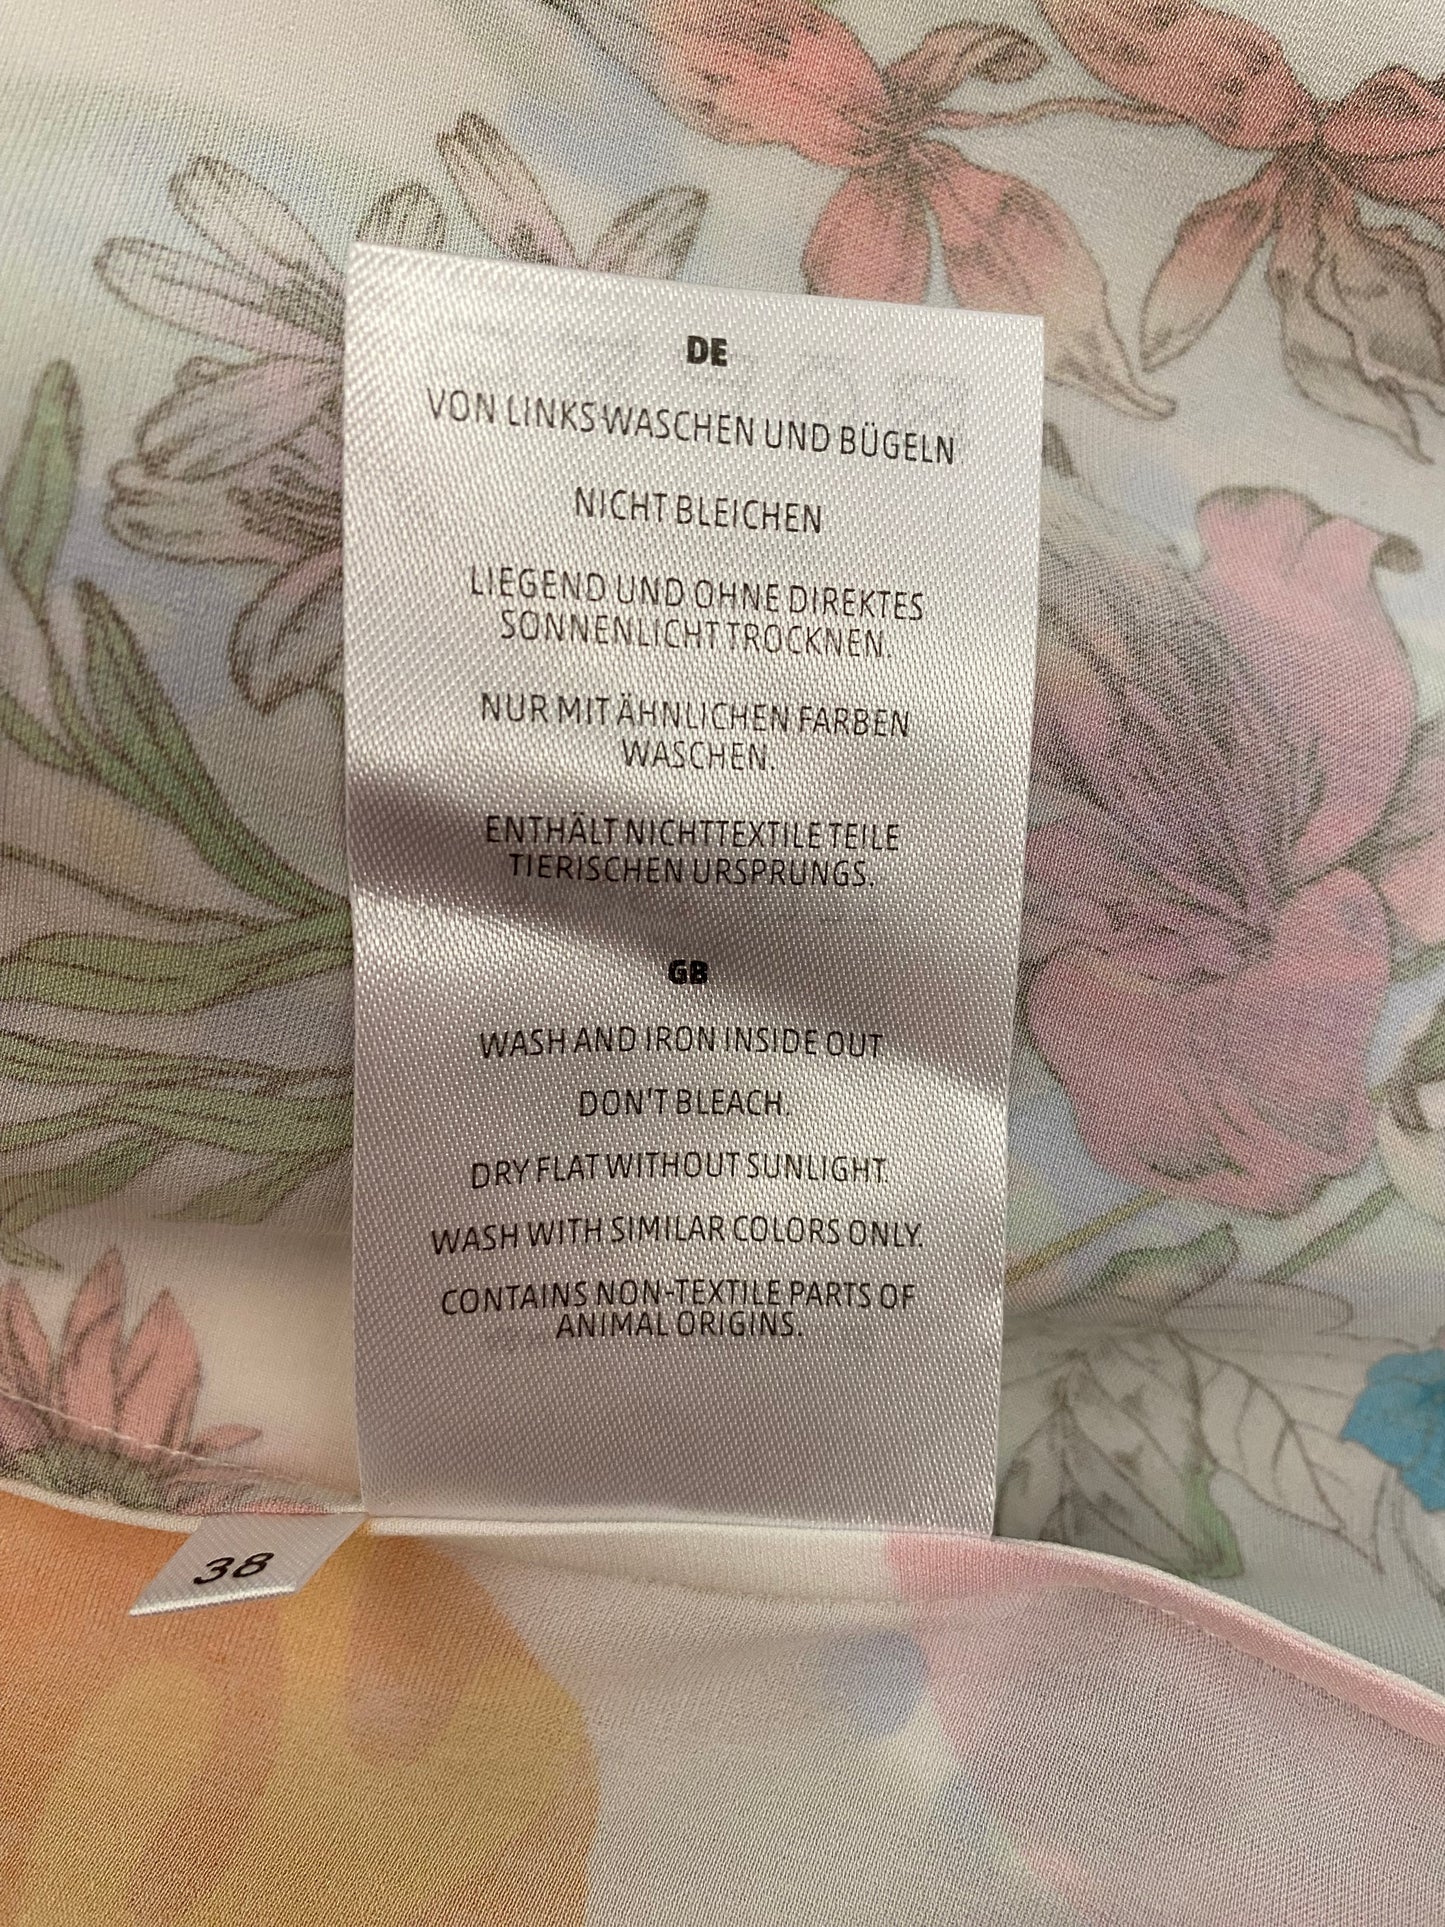 DE
VON LINKS WASCHEN UND BÜGELN
NICHT BLEICHEN
LIEGEND UND OHNE DIREKTES
SONNENLICHT TROCKNEN.
NUR MIT ÄHNLICHEN FARBEN
WASCHEN.
ENTHÄLT NICHTTEXTILE TEILE
TIERISCHEN URSPRUNGS.
GB
WASH AND IRON INSIDE OUT
DON'T BLEACH.
DRY FLAT WITHOUT SUNLIGHT.
WASH WITH SIMILAR COLORS ONLY.
CONTAINS NON-TEXTILE PARTS OF
ANIMAL ORIGINS.
38